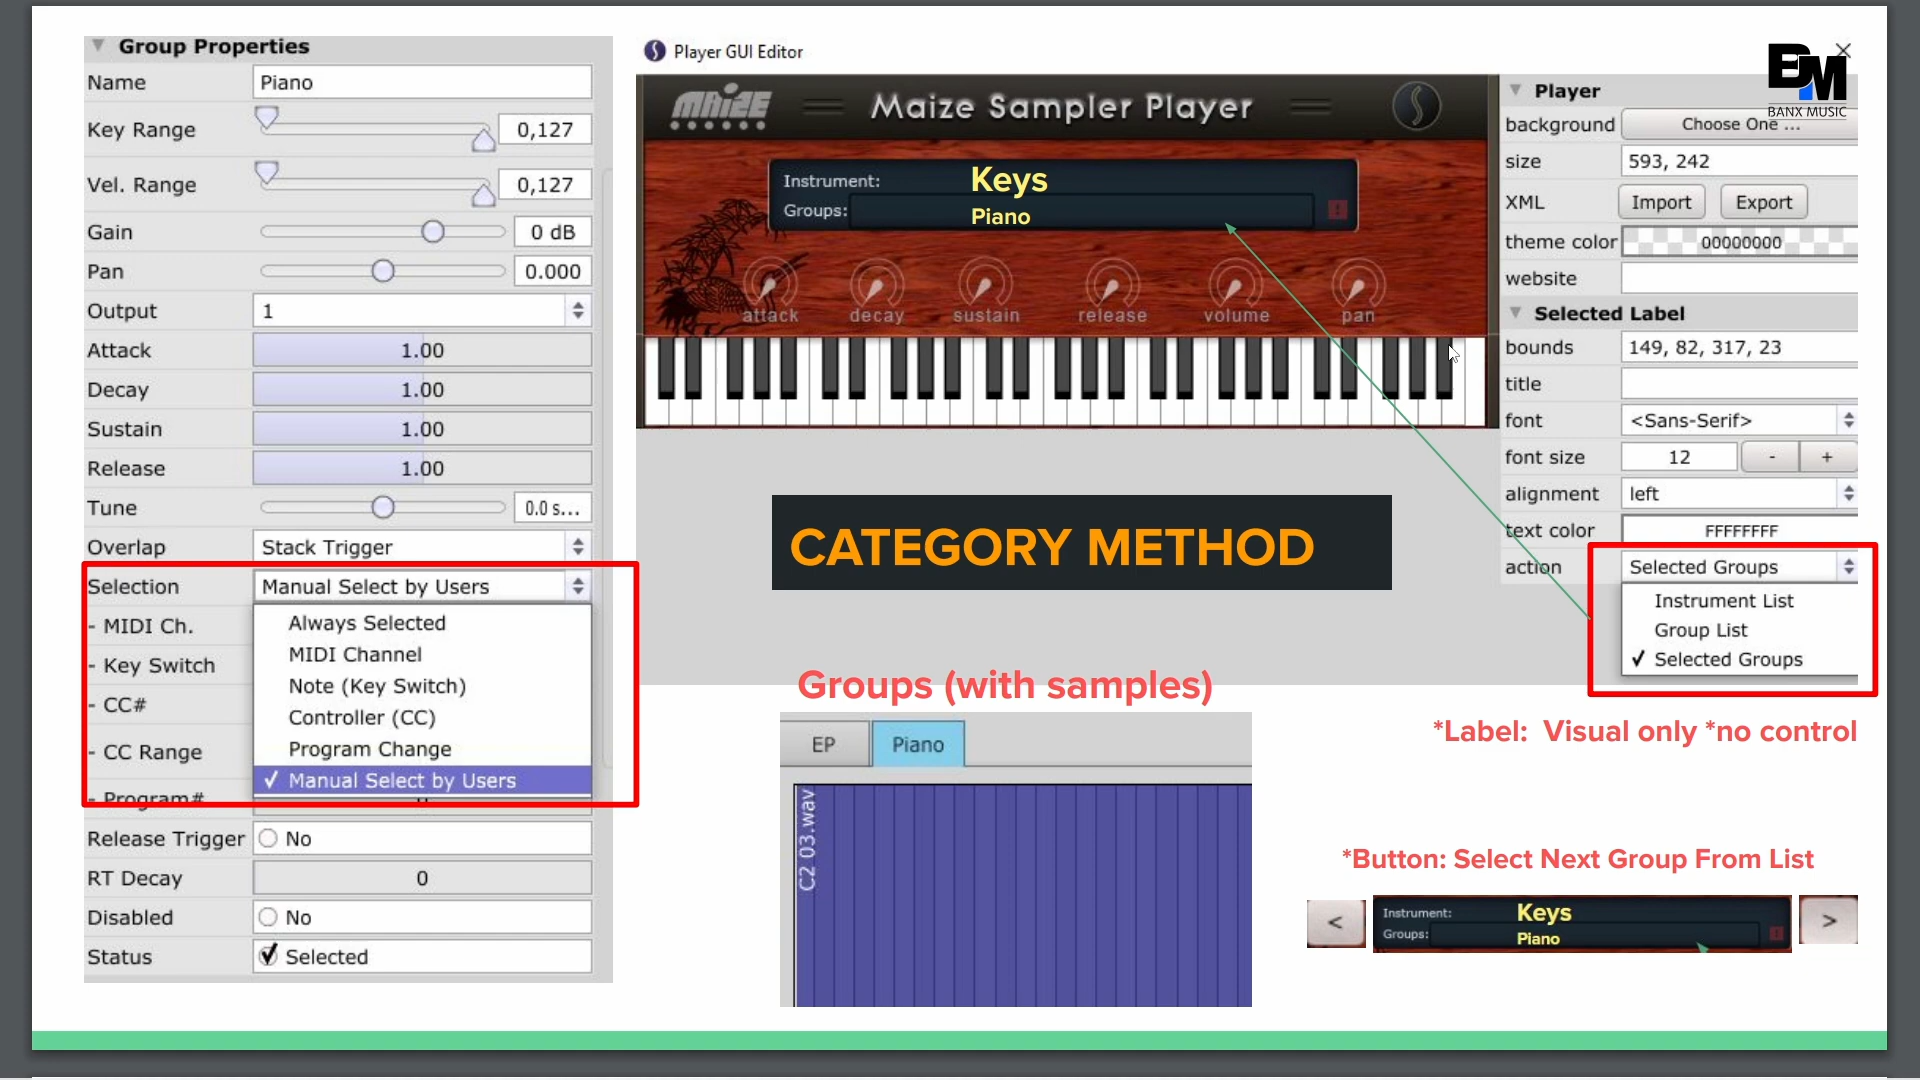 Group Properties
Name
Piano
Key Range
0,127
Vel. Range
0,127
Gain
0 dB
Pan
0.000
Output
1
Attack
1.00
Decay
1.00
Sustain
1.00
Release
1.00
Tune
0.0 s...
Overlap
Stack Trigger
Selection
Manual Select by Users
- MIDI Ch.
- Key Switch
- CC#
- CC Range
- Program#
Always Selected
MIDI Channel
Note (Key Switch)
Controller (CC)
Program Change
✓ Manual Select by Users
Release Trigger
No
RT Decay
0
Disabled
No
Status
Selected
Player GUI Editor
MAIZE
Maize Sampler Player
Instrument:
Keys
Groups:
Piano
attack
decay
sustain
release
volume
pan
CATEGORY METHOD
Groups (with samples)
EP
Piano
C2 03.wav
BM
BANX MUSIC
Player
background
Choose One ...
size
593, 242
XML
Import
Export
theme color
00000000
website
Selected Label
bounds
149, 82, 317, 23
title
font
<Sans-Serif>
font size
12
-
+
alignment
left
text color
FFFFFFFF
action
Selected Groups
Instrument List
Group List
✓ Selected Groups
*Label: Visual only *no control
*Button: Select Next Group From List
<
Instrument:
Keys
Groups:
Piano
>